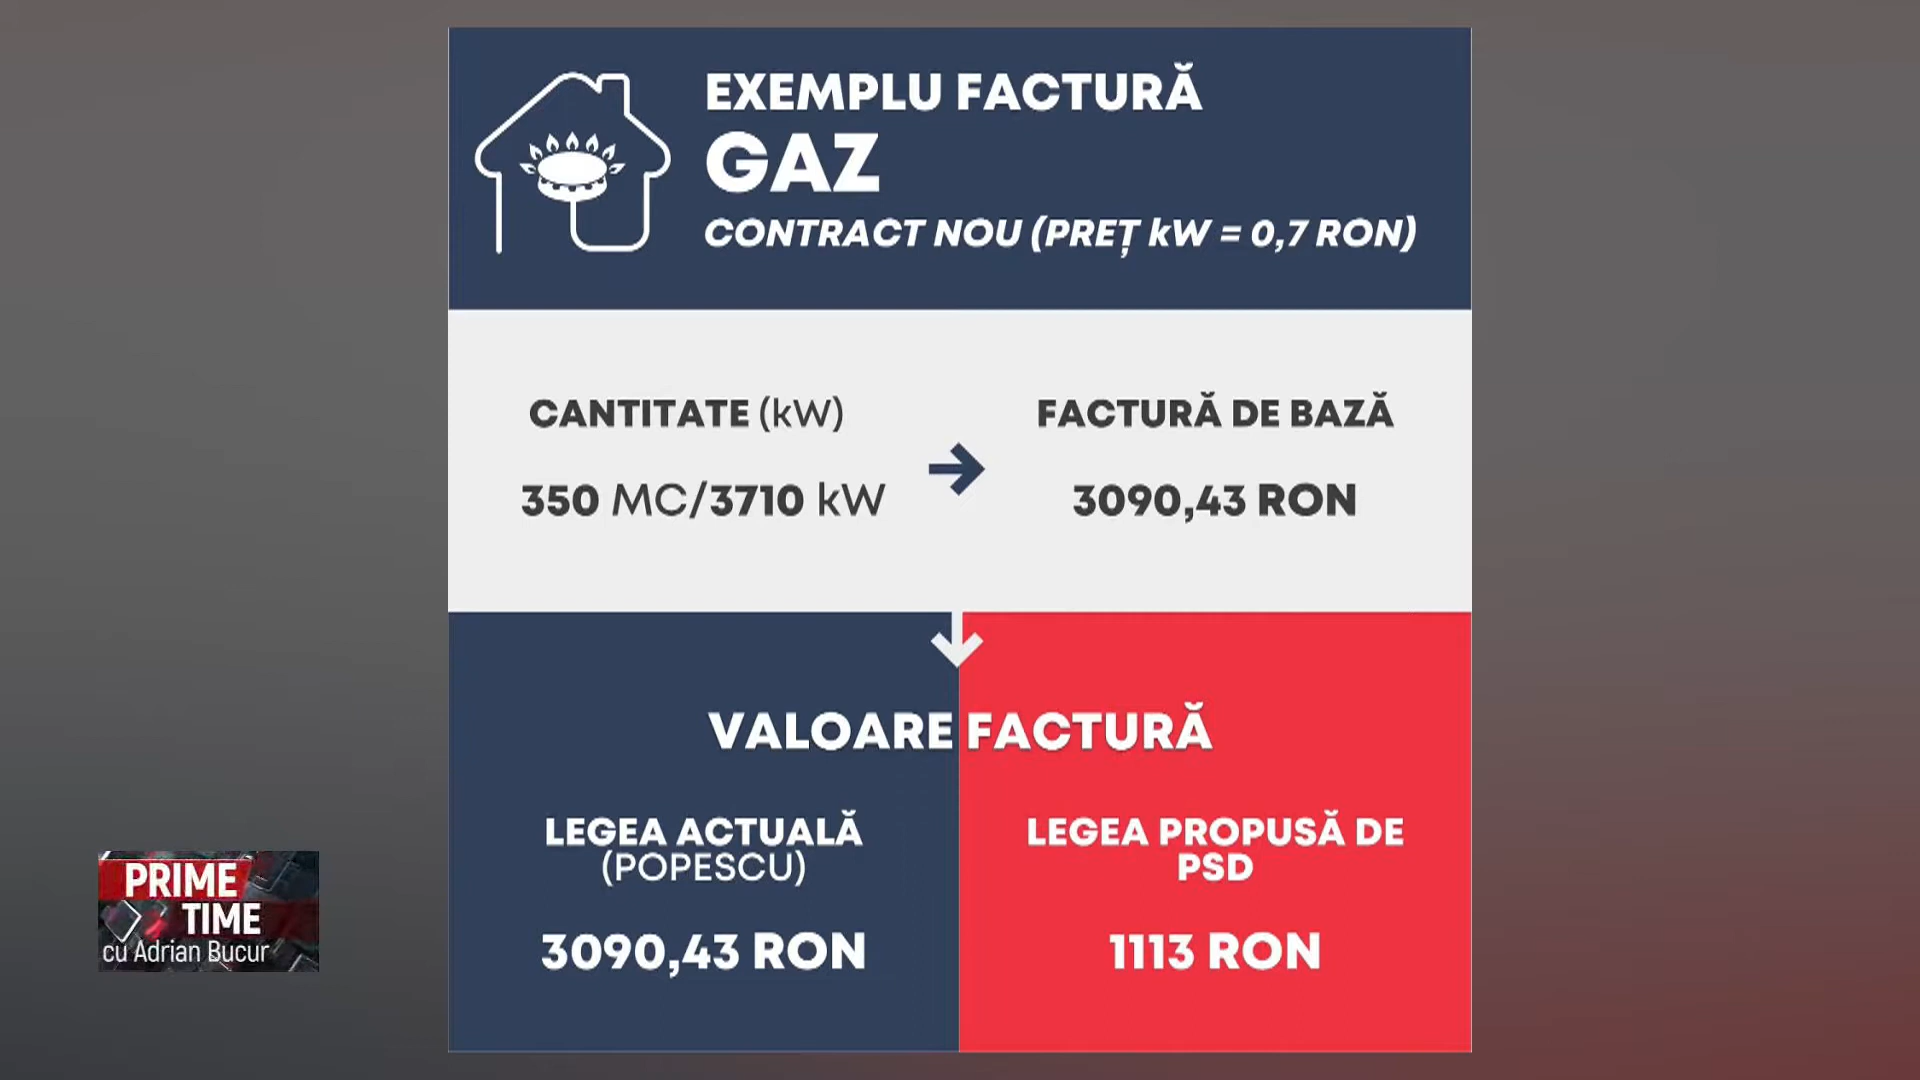 EXEMPLU FACTURĂ
GAZ
CONTRACT NOU (PREȚ kW = 0,7 RON)
CANTITATE (kW)
350 MC/3710 kW
FACTURĂ DE BAZĂ
3090,43 RON
VALOARE FACTURĂ
LEGEA ACTUALĂ
(POPESCU)
3090,43 RON
LEGEA PROPUSĂ DE
PSD
1113 RON
PRIME
TIME
cu Adrian Bucur